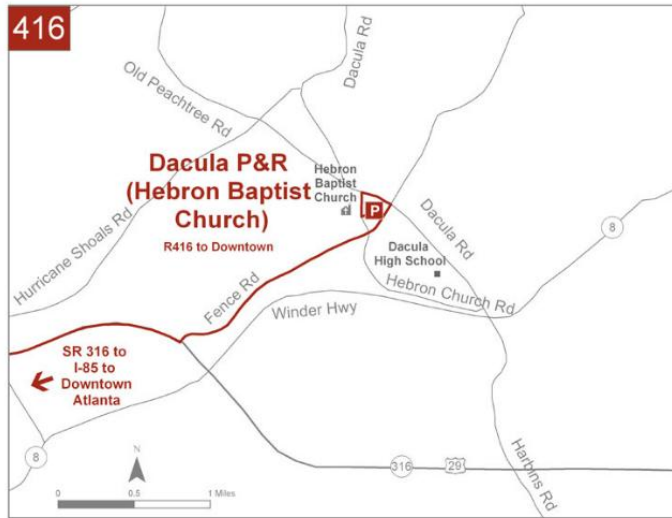 416
Dacula Rd
Old Peachtree Rd
Dacula P&R
(Hebron Baptist
Church)
R416 to Downtown
Hebron
Baptist
Church
P
Dacula Rd
8
Dacula
High School
Hurricane Shoals Rd
Hebron Church Rd
Fence Rd
Winder Hwy
SR 316 to
I-85 to
Downtown
Atlanta
8
N
316
29
Harbins Rd
0 0.5 1 Miles